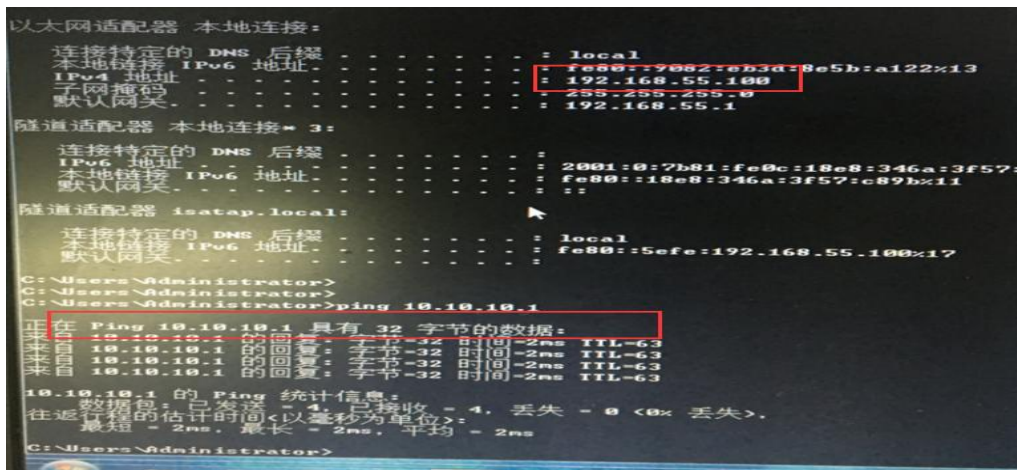 以太网适配器 本地连接:
连接特定的 DNS 后缀 . . . . . . . : local
本地链接 IPv6 地址. . . . . . . . : fe80::9082:eb3d:8e5b:a122%13
IPv4 地址 . . . . . . . . . . . . : 192.168.55.100
子网掩码 . . . . . . . . . . . . : 255.255.255.0
默认网关. . . . . . . . . . . . . : 192.168.55.1
隧道适配器 本地连接* 3:
连接特定的 DNS 后缀 . . . . . . . :
IPv6 地址 . . . . . . . . . . . . : 2001:0:7b81:fe0c:18e8:346a:3f57:
本地链接 IPv6 地址. . . . . . . . : fe80::18e8:346a:3f57:c89b%11
默认网关. . . . . . . . . . . . . : ::
隧道适配器 isatap.local:
连接特定的 DNS 后缀 . . . . . . . : local
本地链接 IPv6 地址. . . . . . . . : fe80::5efe:192.168.55.100%17
默认网关. . . . . . . . . . . . . :
C:\Users\Administrator>
C:\Users\Administrator>
C:\Users\Administrator>ping 10.10.10.1
正在 Ping 10.10.10.1 具有 32 字节的数据:
来自 10.10.10.1 的回复: 字节=32 时间=2ms TTL=63
来自 10.10.10.1 的回复: 字节=32 时间=2ms TTL=63
来自 10.10.10.1 的回复: 字节=32 时间=2ms TTL=63
来自 10.10.10.1 的回复: 字节=32 时间=2ms TTL=63
10.10.10.1 的 Ping 统计信息:
数据包: 已发送 = 4, 已接收 = 4, 丢失 = 0 (0% 丢失),
往返行程的估计时间(以毫秒为单位):
最短 = 2ms, 最长 = 2ms, 平均 = 2ms
C:\Users\Administrator>